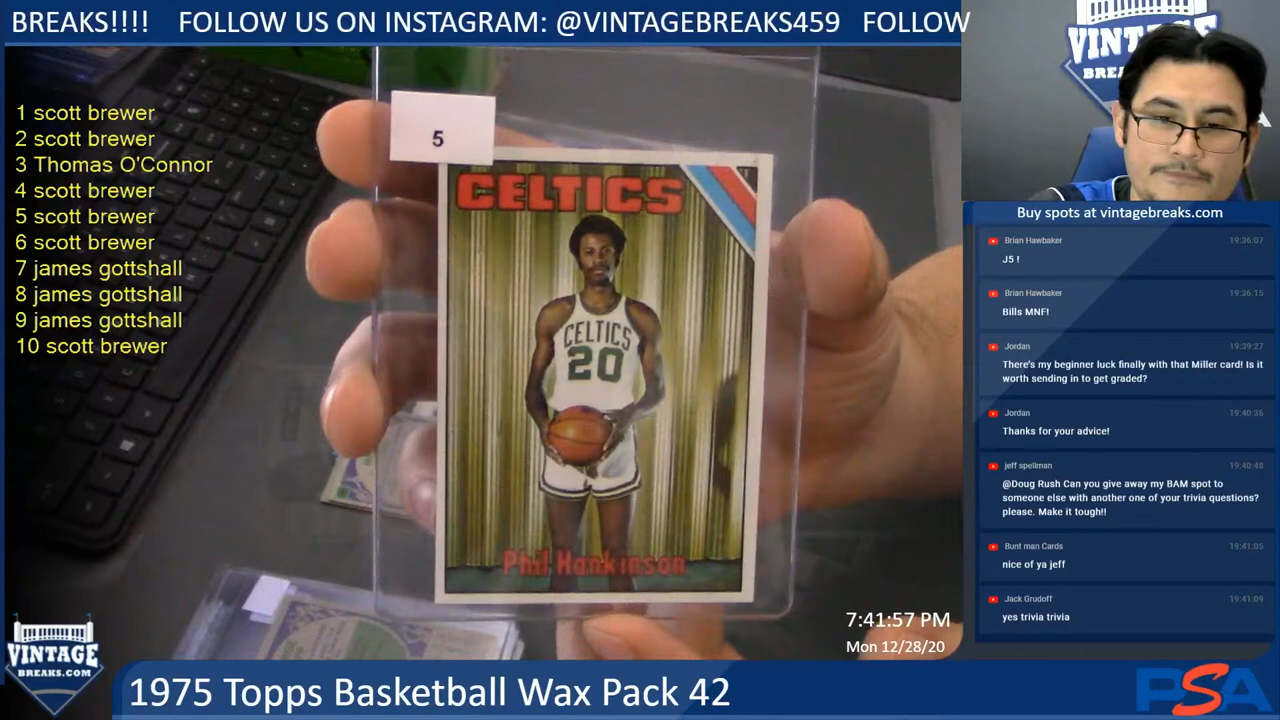 BREAKS!!!! FOLLOW US ON INSTAGRAM: @VINTAGEBREAKS459 FOLLOW
1 scott brewer
2 scott brewer
3 Thomas O'Connor
4 scott brewer
5 scott brewer
6 scott brewer
7 james gottshall
8 james gottshall
9 james gottshall
10 scott brewer
5
CELTICS
CELTICS
20
Phil Hankinson
VINTAGE
BREA
Buy spots at vintagebreaks.com
Brian Hawbaker 19:36:07
J5 !
Brian Hawbaker 19:36:15
Bills MNF!
Jordan 19:39:27
There's my beginner luck finally with that Miller card! Is it
worth sending in to get graded?
Jordan 19:40:36
Thanks for your advice!
jeff spellman 19:40:48
@Doug Rush Can you give away my BAM spot to
someone else with another one of your trivia questions?
please. Make it tough!!
Bunt man Cards 19:41:05
nice of ya jeff
Jack Grudoff 19:41:09
yes trivia trivia
7:41:57 PM
Mon 12/28/20
VINTAGE
BREAKS.COM
1975 Topps Basketball Wax Pack 42
PSA